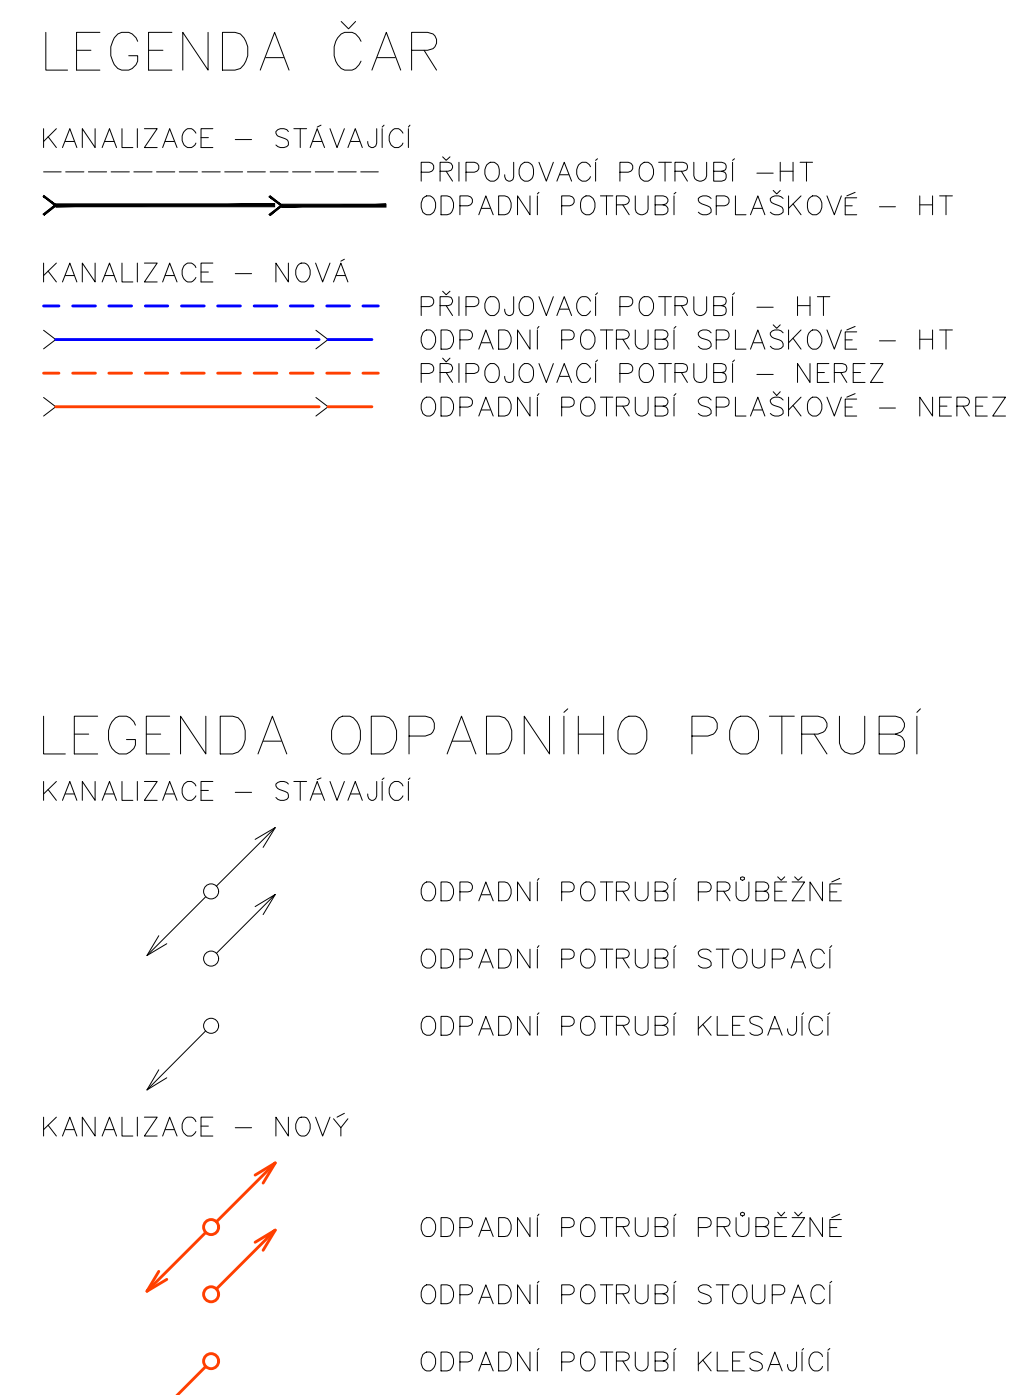 LEGENDA ČAR
KANALIZACE – STÁVAJÍCÍ
PŘIPOJOVACÍ POTRUBÍ –HT
ODPADNÍ POTRUBÍ SPLAŠKOVÉ – HT
KANALIZACE – NOVÁ
PŘIPOJOVACÍ POTRUBÍ – HT
ODPADNÍ POTRUBÍ SPLAŠKOVÉ – HT
PŘIPOJOVACÍ POTRUBÍ – NEREZ
ODPADNÍ POTRUBÍ SPLAŠKOVÉ – NEREZ
LEGENDA ODPADNÍHO POTRUBÍ
KANALIZACE – STÁVAJÍCÍ
ODPADNÍ POTRUBÍ PRŮBĚŽNÉ
ODPADNÍ POTRUBÍ STOUPACÍ
ODPADNÍ POTRUBÍ KLESAJÍCÍ
KANALIZACE – NOVÝ
ODPADNÍ POTRUBÍ PRŮBĚŽNÉ
ODPADNÍ POTRUBÍ STOUPACÍ
ODPADNÍ POTRUBÍ KLESAJÍCÍ